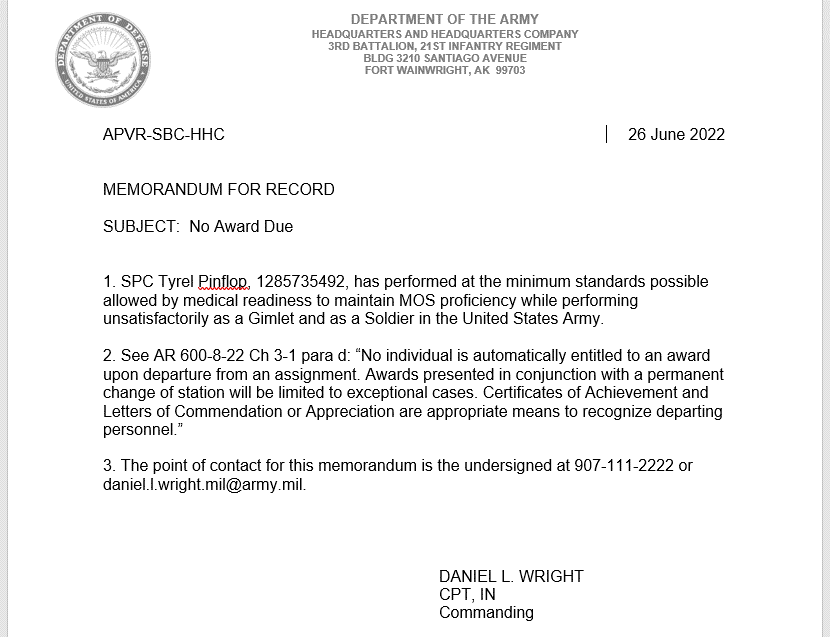 DEPARTMENT OF DEFENSE
UNITED STATES OF AMERICA
DEPARTMENT OF THE ARMY
HEADQUARTERS AND HEADQUARTERS COMPANY
3RD BATTALION, 21ST INFANTRY REGIMENT
BLDG 3210 SANTIAGO AVENUE
FORT WAINWRIGHT, AK 99703
APVR-SBC-HHC 26 June 2022
MEMORANDUM FOR RECORD
SUBJECT: No Award Due
1. SPC Tyrel Pinflop, 1285735492, has performed at the minimum standards possible
allowed by medical readiness to maintain MOS proficiency while performing
unsatisfactorily as a Gimlet and as a Soldier in the United States Army.
2. See AR 600-8-22 Ch 3-1 para d: “No individual is automatically entitled to an award
upon departure from an assignment. Awards presented in conjunction with a permanent
change of station will be limited to exceptional cases. Certificates of Achievement and
Letters of Commendation or Appreciation are appropriate means to recognize departing
personnel.”
3. The point of contact for this memorandum is the undersigned at 907-111-2222 or
daniel.l.wright.mil@army.mil.
DANIEL L. WRIGHT
CPT, IN
Commanding